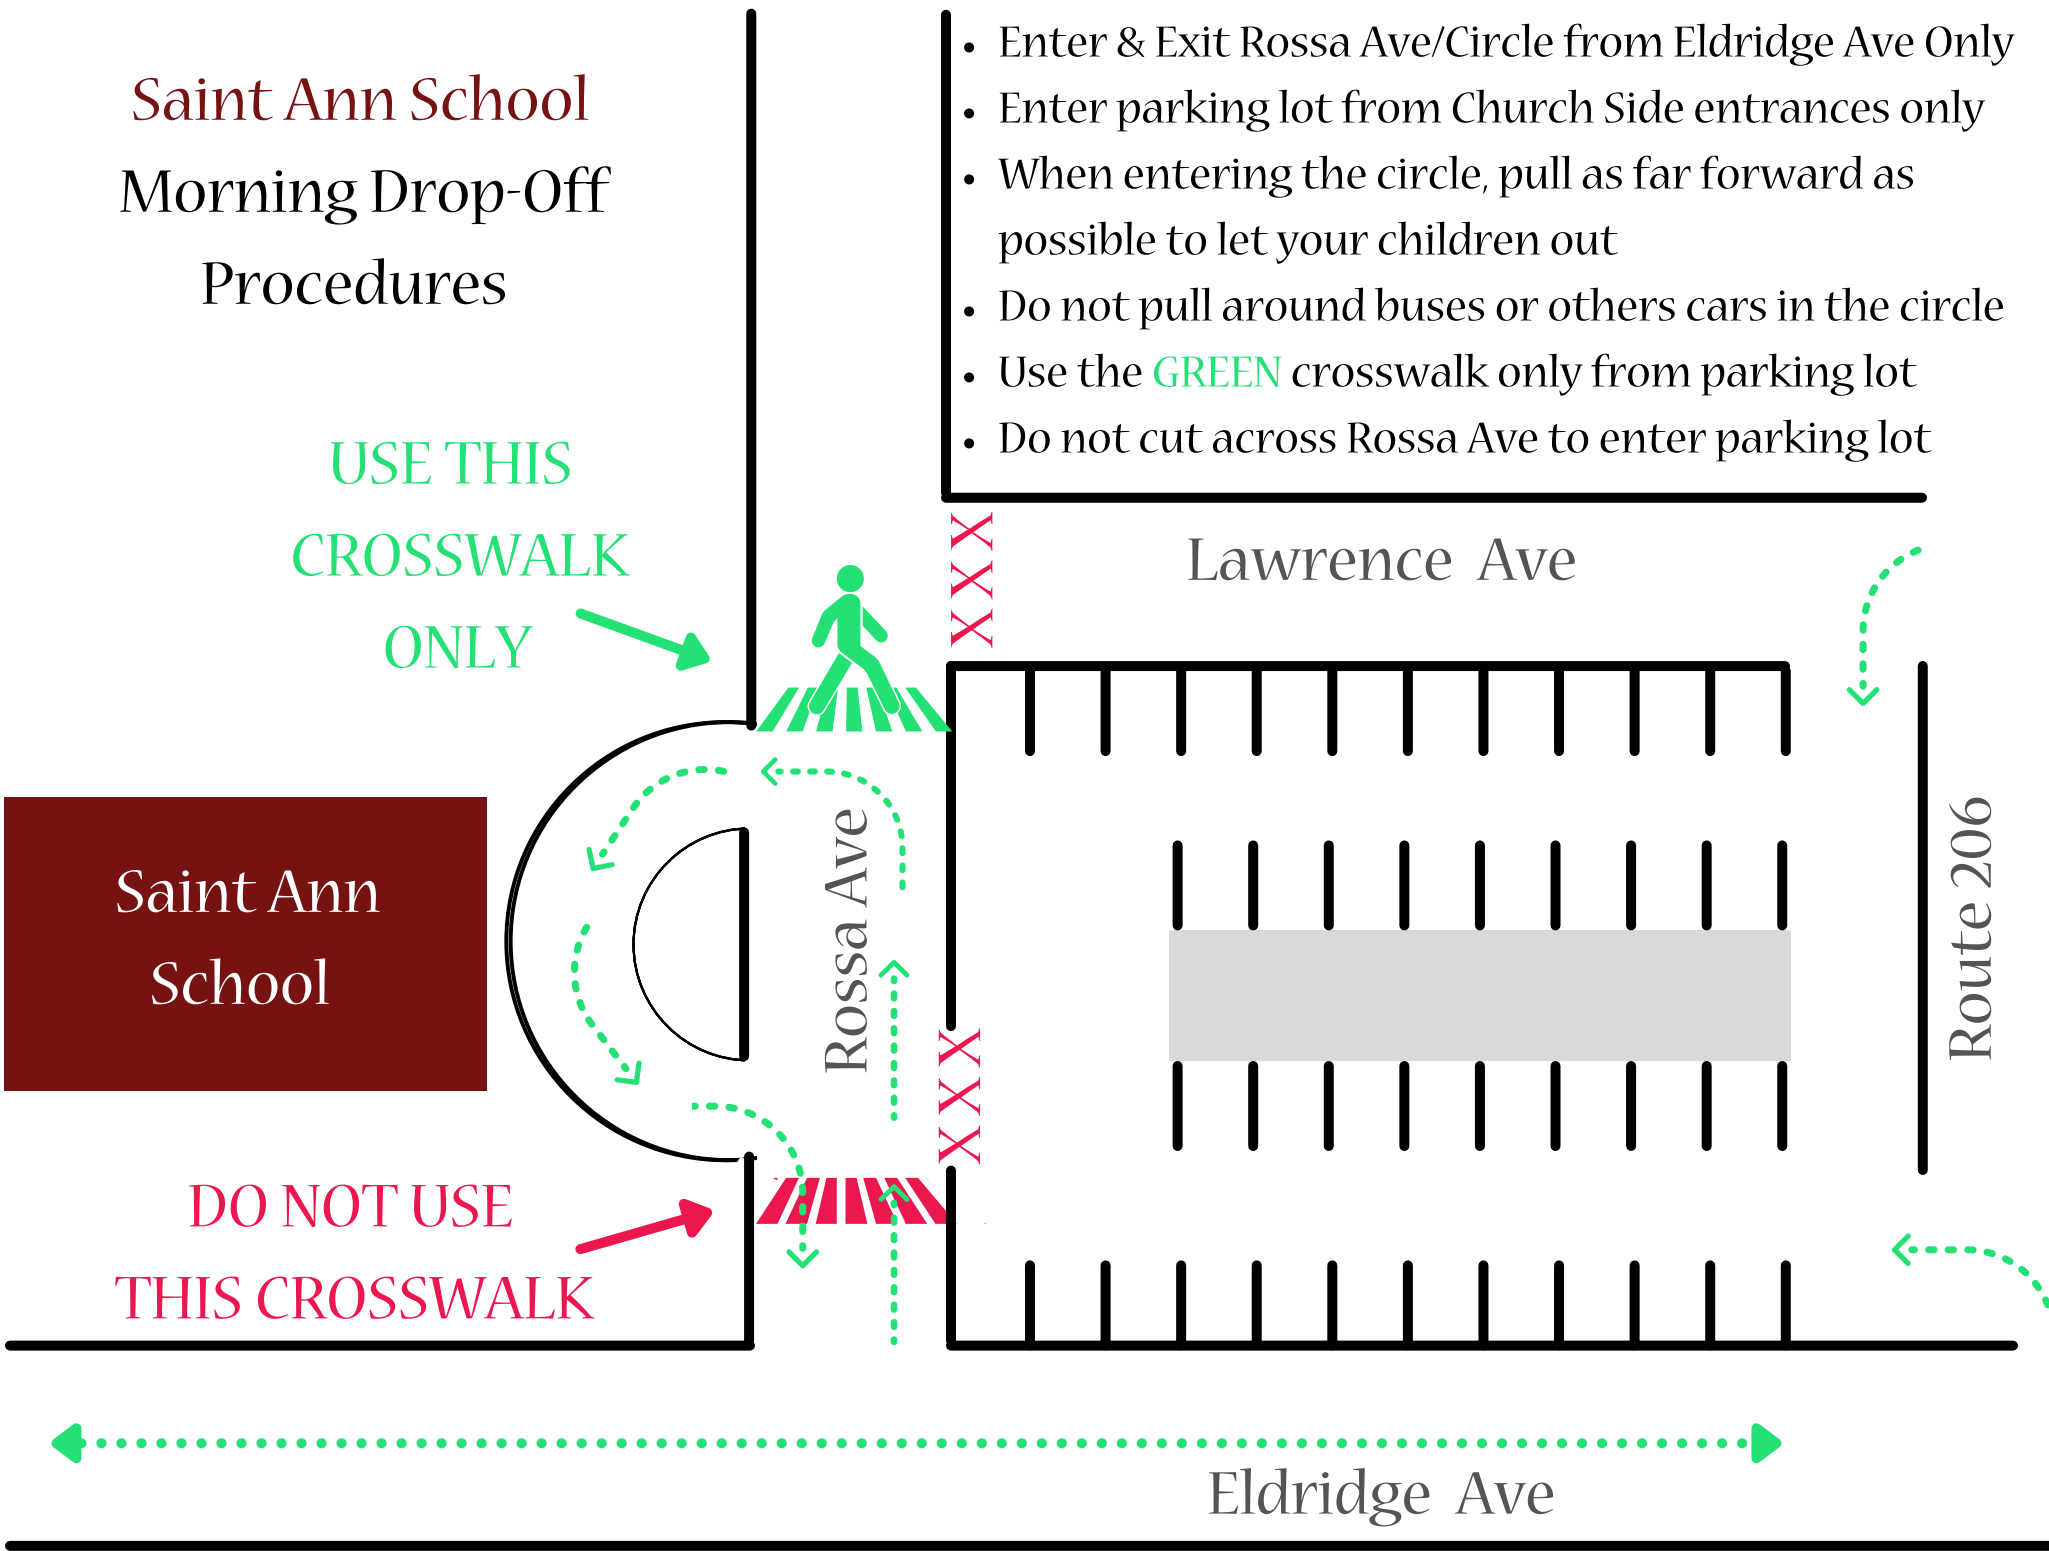 Saint Ann School
Morning Drop-Off
Procedures
• Enter & Exit Rossa Ave/Circle from Eldridge Ave Only
• Enter parking lot from Church Side entrances only
• When entering the circle, pull as far forward as
possible to let your children out
• Do not pull around buses or others cars in the circle
• Use the GREEN crosswalk only from parking lot
• Do not cut across Rossa Ave to enter parking lot
USE THIS
CROSSWALK
ONLY
XXX
Lawrence Ave
Saint Ann
School
Rossa Ave
XXX
Route 206
DO NOT USE
THIS CROSSWALK
Eldridge Ave